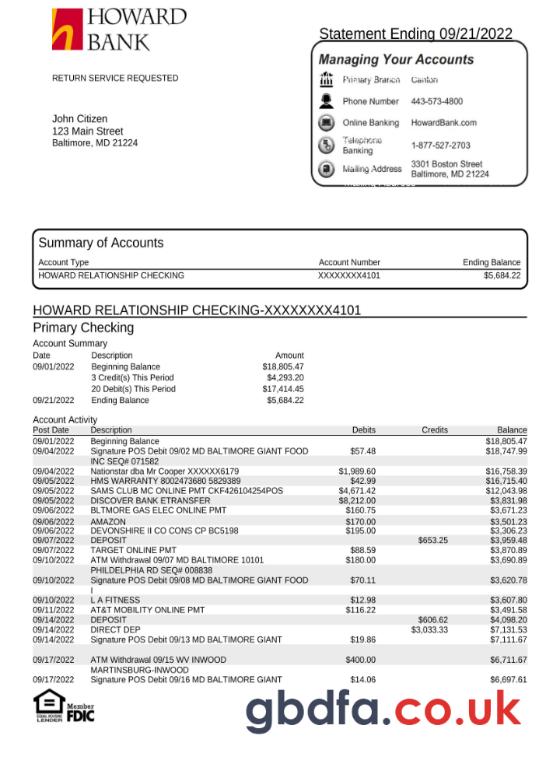 HOWARD
BANK
Statement Ending 09/21/2022
RETURN SERVICE REQUESTED
John Citizen
123 Main Street
Baltimore, MD 21224
Managing Your Accounts
Primary Branch Canton
Phone Number 443-573-4800
Online Banking HowardBank.com
Telephone
Banking 1-877-527-2703
Mailing Address 3301 Boston Street
Baltimore, MD 21224
Summary of Accounts
Account Type Account Number Ending Balance
HOWARD RELATIONSHIP CHECKING XXXXXXXX4101 $5,684.22
HOWARD RELATIONSHIP CHECKING-XXXXXXXX4101
Primary Checking
Account Summary
Date Description Amount
09/01/2022 Beginning Balance $18,805.47
3 Credit(s) This Period $4,293.20
20 Debit(s) This Period $17,414.45
09/21/2022 Ending Balance $5,684.22
Account Activity
Post Date Description Debits Credits Balance
09/01/2022 Beginning Balance $18,805.47
09/04/2022 Signature POS Debit 09/02 MD BALTIMORE GIANT FOOD $57.48 $18,747.99
INC SEQ# 071582
09/04/2022 Nationstar dba Mr Cooper XXXXXX6179 $1,989.60 $16,758.39
09/05/2022 HMS WARRANTY 8002473680 5829389 $42.99 $16,715.40
09/05/2022 SAMS CLUB MC ONLINE PMT CKF426104254POS $4,671.42 $12,043.98
09/05/2022 DISCOVER BANK ETRANSFER $8,212.00 $3,831.98
09/06/2022 BLTMORE GAS ELEC ONLINE PMT $160.75 $3,671.23
09/06/2022 AMAZON $170.00 $3,501.23
09/06/2022 DEVONSHIRE II CO CONS CP BC5198 $195.00 $3,306.23
09/07/2022 DEPOSIT $653.25 $3,959.48
09/07/2022 TARGET ONLINE PMT $88.59 $3,870.89
09/10/2022 ATM Withdrawal 09/07 MD BALTIMORE 10101 $180.00 $3,690.89
PHILDELPHIA RD SEQ# 008838
09/10/2022 Signature POS Debit 09/08 MD BALTIMORE GIANT FOOD $70.11 $3,620.78
I
09/10/2022 L A FITNESS $12.98 $3,607.80
09/11/2022 AT&T MOBILITY ONLINE PMT $116.22 $3,491.58
09/14/2022 DEPOSIT $606.62 $4,098.20
09/14/2022 DIRECT DEP $3,033.33 $7,131.53
09/14/2022 Signature POS Debit 09/13 MD BALTIMORE GIANT $19.86 $7,111.67
09/17/2022 ATM Withdrawal 09/15 WV INWOOD $400.00 $6,711.67
MARTINSBURG-INWOOD
09/17/2022 Signature POS Debit 09/16 MD BALTIMORE GIANT $14.06 $6,697.61
EQUAL HOUSING
LENDER
Member
FDIC
gbdfa.co.uk